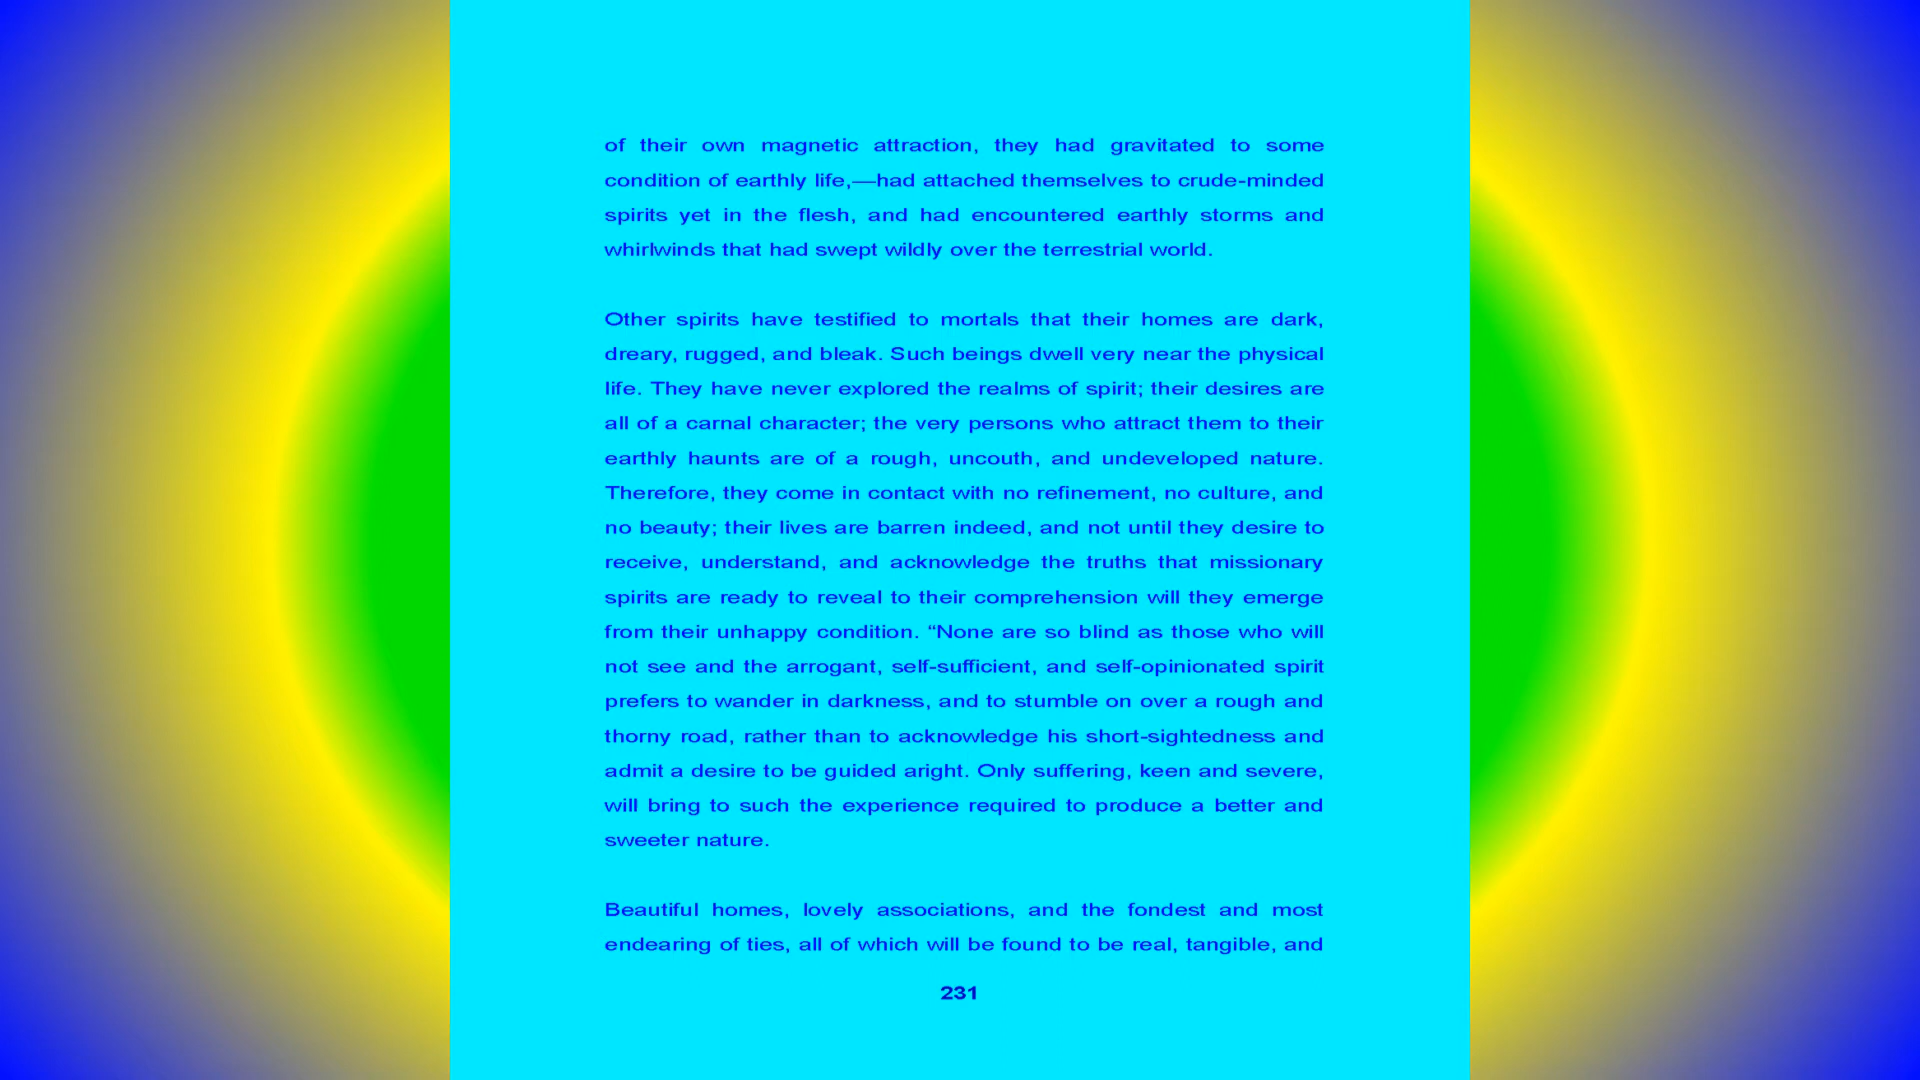 of their own magnetic attraction, they had gravitated to some
condition of earthly life,—had attached themselves to crude-minded
spirits yet in the flesh, and had encountered earthly storms and
whirlwinds that had swept wildly over the terrestrial world.
Other spirits have testified to mortals that their homes are dark,
dreary, rugged, and bleak. Such beings dwell very near the physical
life. They have never explored the realms of spirit; their desires are
all of a carnal character; the very persons who attract them to their
earthly haunts are of a rough, uncouth, and undeveloped nature.
Therefore, they come in contact with no refinement, no culture, and
no beauty; their lives are barren indeed, and not until they desire to
receive, understand, and acknowledge the truths that missionary
spirits are ready to reveal to their comprehension will they emerge
from their unhappy condition. “None are so blind as those who will
not see and the arrogant, self-sufficient, and self-opinionated spirit
prefers to wander in darkness, and to stumble on over a rough and
thorny road, rather than to acknowledge his short-sightedness and
admit a desire to be guided aright. Only suffering, keen and severe,
will bring to such the experience required to produce a better and
sweeter nature.
Beautiful homes, lovely associations, and the fondest and most
endearing of ties, all of which will be found to be real, tangible, and
231